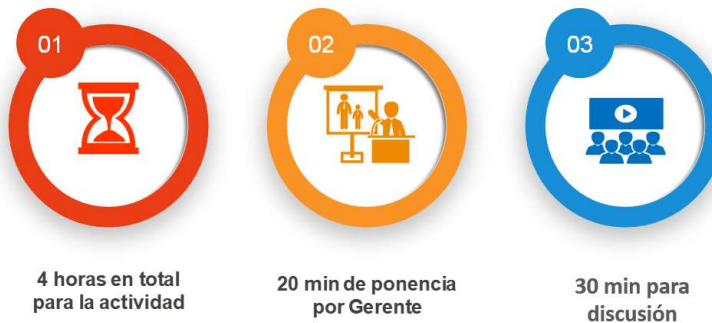 01
4 horas en total
para la actividad
02
20 min de ponencia
por Gerente
03
30 min para
discusión